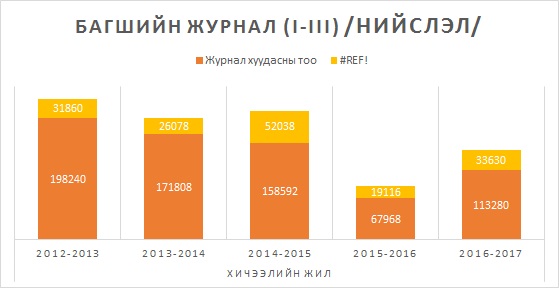 БАГШИЙН ЖУРНАЛ (I-III) /НИЙСЛЭЛ/
Журнал хуудасны тоо #REF!
31860 26078 52038 19116 33630
198240 171808 158592 67968 113280
2012-2013 2013-2014 2014-2015 2015-2016 2016-2017
ХИЧЭЭЛИЙН ЖИЛ